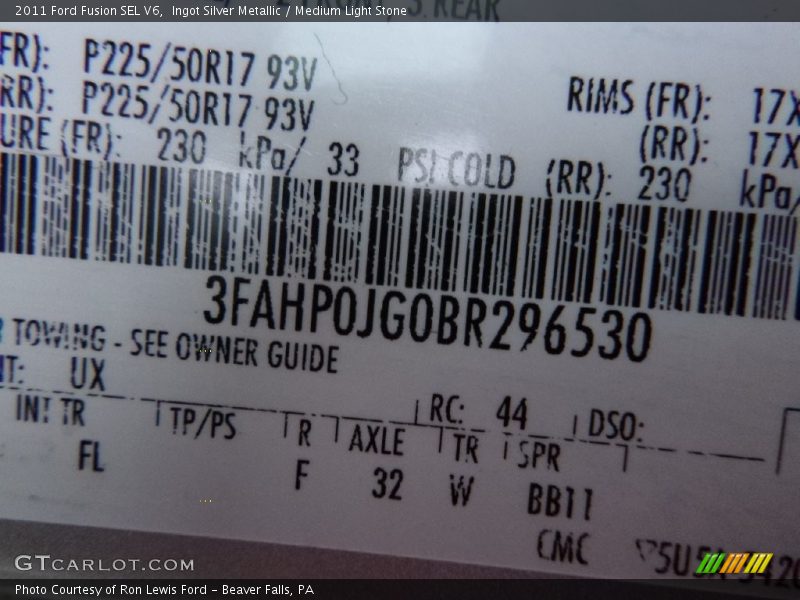 2011 Ford Fusion SEL V6, Ingot Silver Metallic / Medium Light Stone
REAR
FR): P225/50R17 93V RIMS (FR): 17X
RR): P225/50R17 93V (RR): 17X
URE (FR): 230 kPa/ 33 PSI COLD (RR): 230 kPa/
3FAHP0JG0BR296530
TOWING - SEE OWNER GUIDE
NT: UX RC: 44 DSO:
INT TR TP/PS R AXLE TR SPR
FL F 32 W BB11
CMC
GTCARLOT.COM
Photo Courtesy of Ron Lewis Ford - Beaver Falls, PA